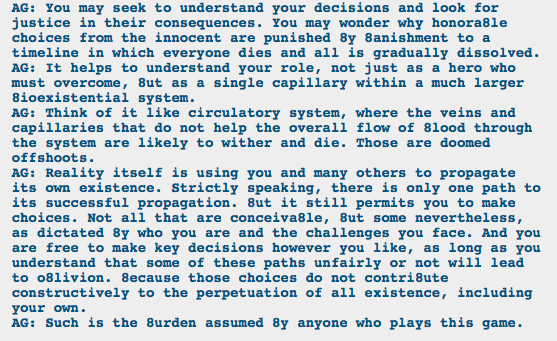 AG: You may seek to understand your decisions and look for
justice in their consequences. You may wonder why honora8le
choices from the innocent are punished 8y 8anishment to a
timeline in which everyone dies and all is gradually dissolved.
AG: It helps to understand your role, not just as a hero who
must overcome, 8ut as a single capillary within a much larger
8ioexistential system.
AG: Think of it like circulatory system, where the veins and
capillaries that do not help the overall flow of 8lood through
the system are likely to wither and die. Those are doomed
offshoots.
AG: Reality itself is using you and many others to propagate
its own existence. Strictly speaking, there is only one path to
its successful propagation. 8ut it still permits you to make
choices. Not all that are conceiva8le, 8ut some nevertheless,
as dictated 8y who you are and the challenges you face. And you
are free to make key decisions however you like, as long as you
understand that some of these paths unfairly or not will lead
to o8livion. 8ecause those choices do not contri8ute
constructively to the perpetuation of all existence, including
your own.
AG: Such is the 8urden assumed 8y anyone who plays this game.